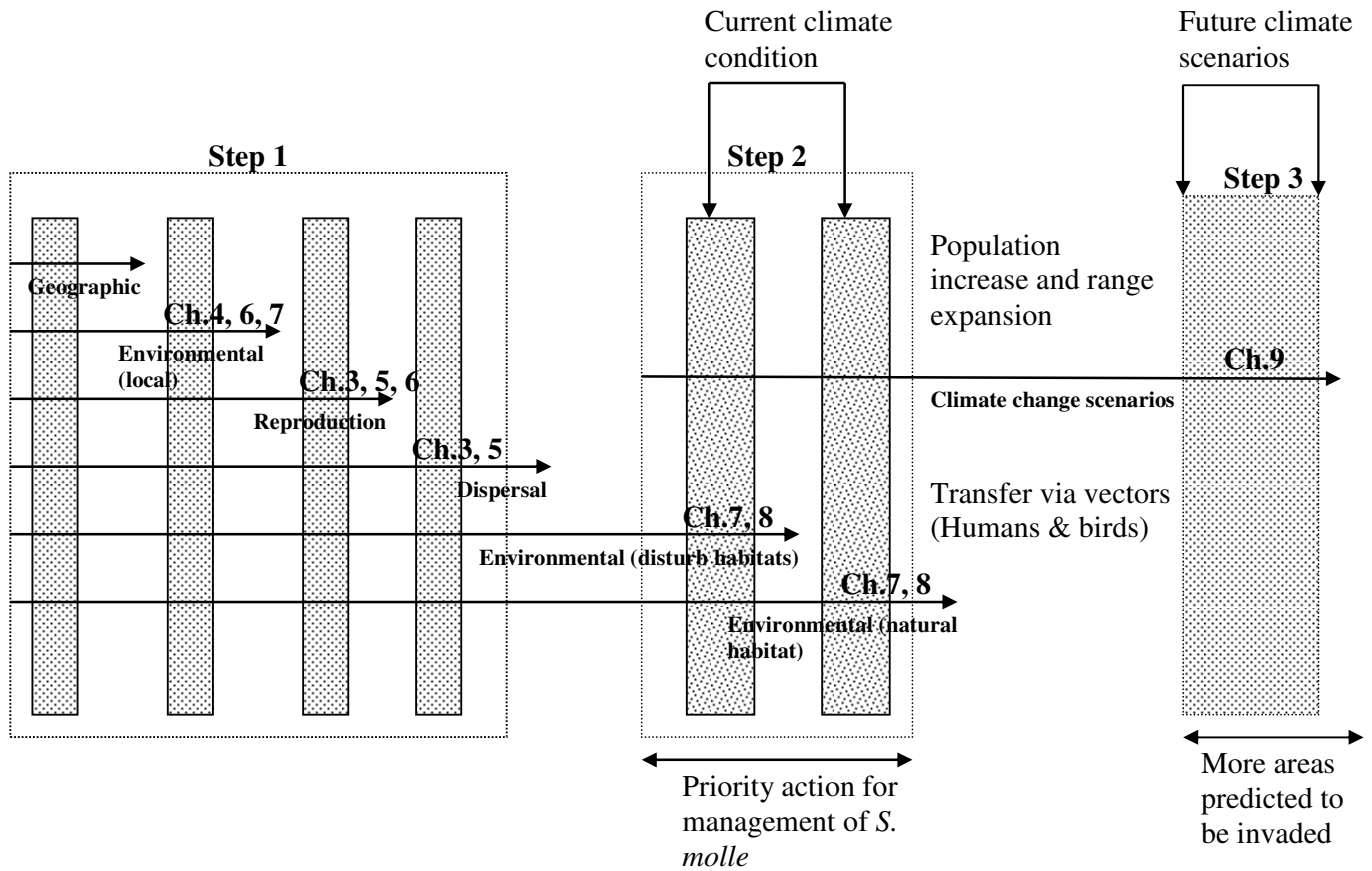 Current climate
condition
Future climate
scenarios
Step 1
Step 2
Step 3
Geographic
Ch.4, 6, 7
Environmental
(local)
Ch.3, 5, 6
Reproduction
Ch.3, 5
Dispersal
Ch.7, 8
Environmental (disturb habitats)
Ch.7, 8
Environmental (natural
habitat)
Population
increase and range
expansion
Ch.9
Climate change scenarios
Transfer via vectors
(Humans & birds)
Priority action for
management of S.
molle
More areas
predicted to
be invaded